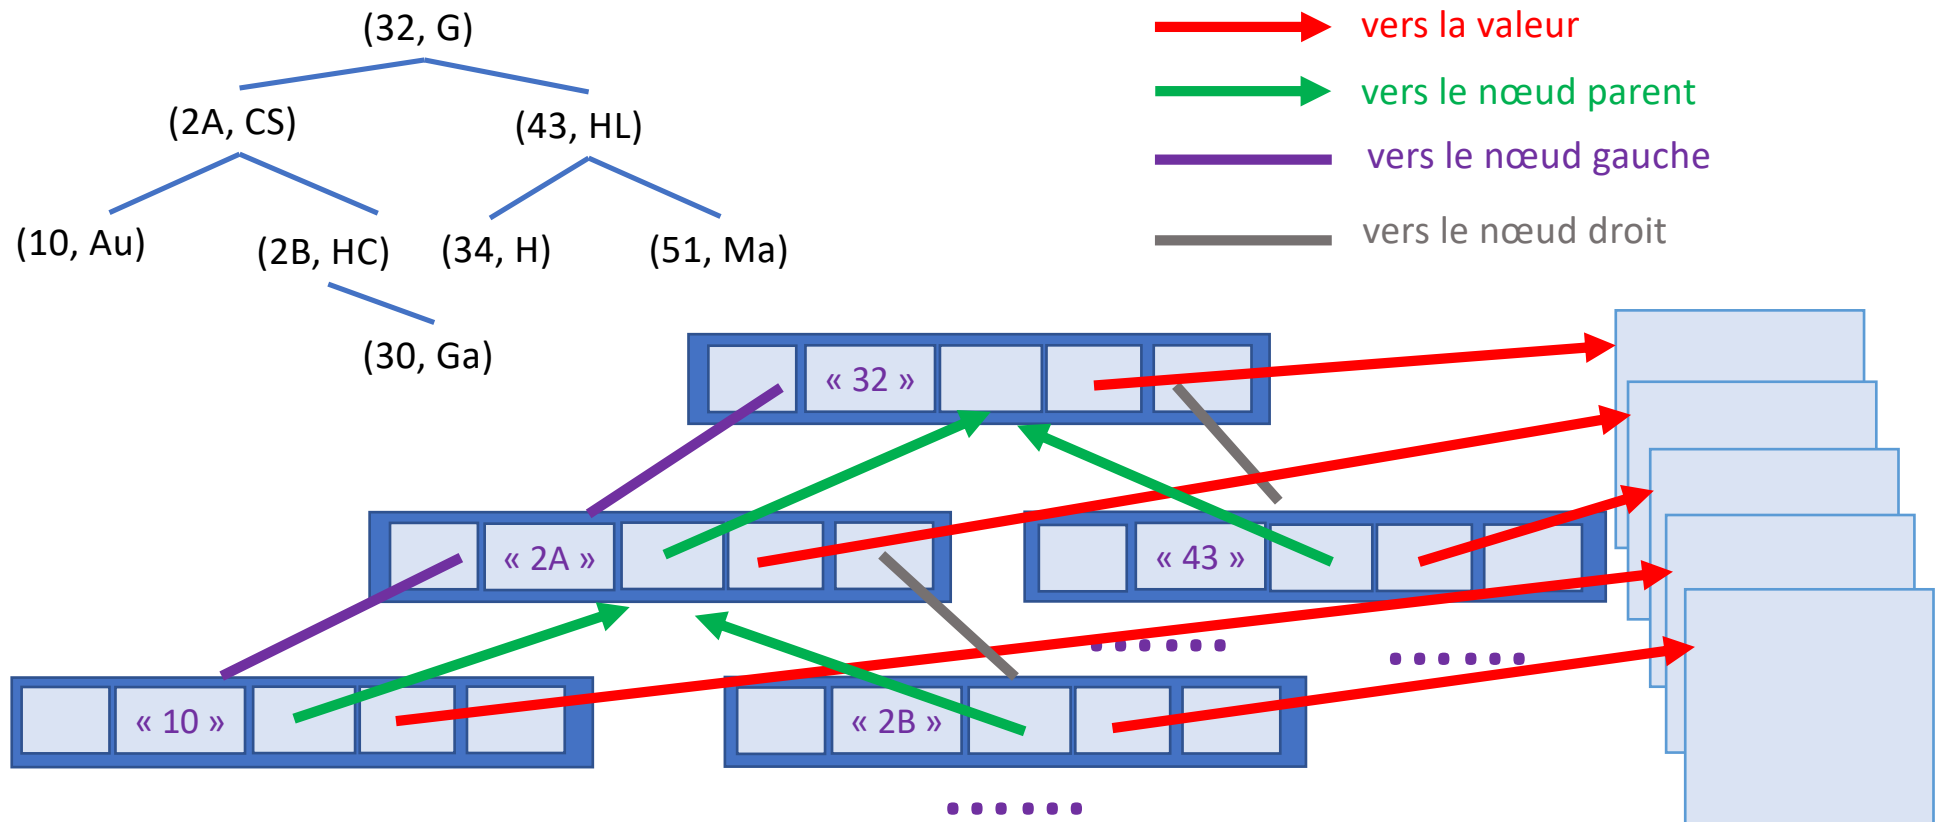 (32, G)
(2A, CS)
(43, HL)
(10, Au)
(2B, HC)
(34, H)
(51, Ma)
(30, Ga)
vers la valeur
vers le nœud parent
vers le nœud gauche
vers le nœud droit
« 32 »
« 2A »
« 43 »
......
......
« 10 »
« 2B »
......